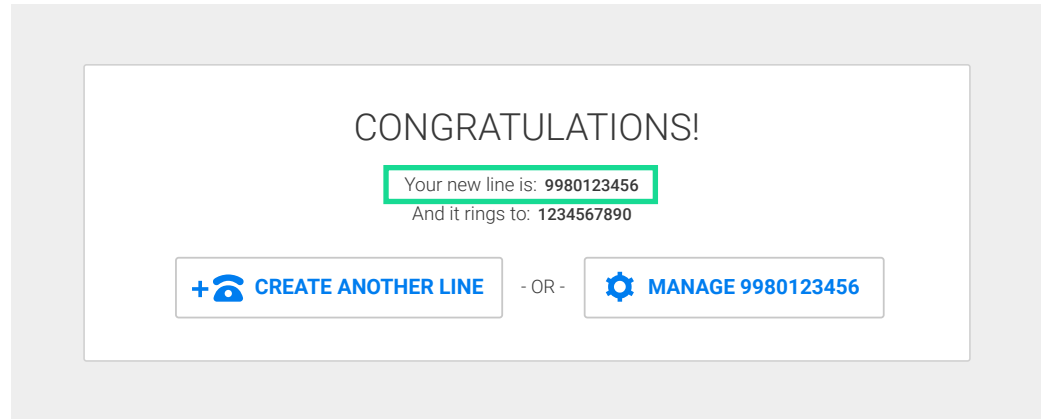 CONGRATULATIONS!
Your new line is: 9980123456
And it rings to: 1234567890
+ CREATE ANOTHER LINE - OR - MANAGE 9980123456